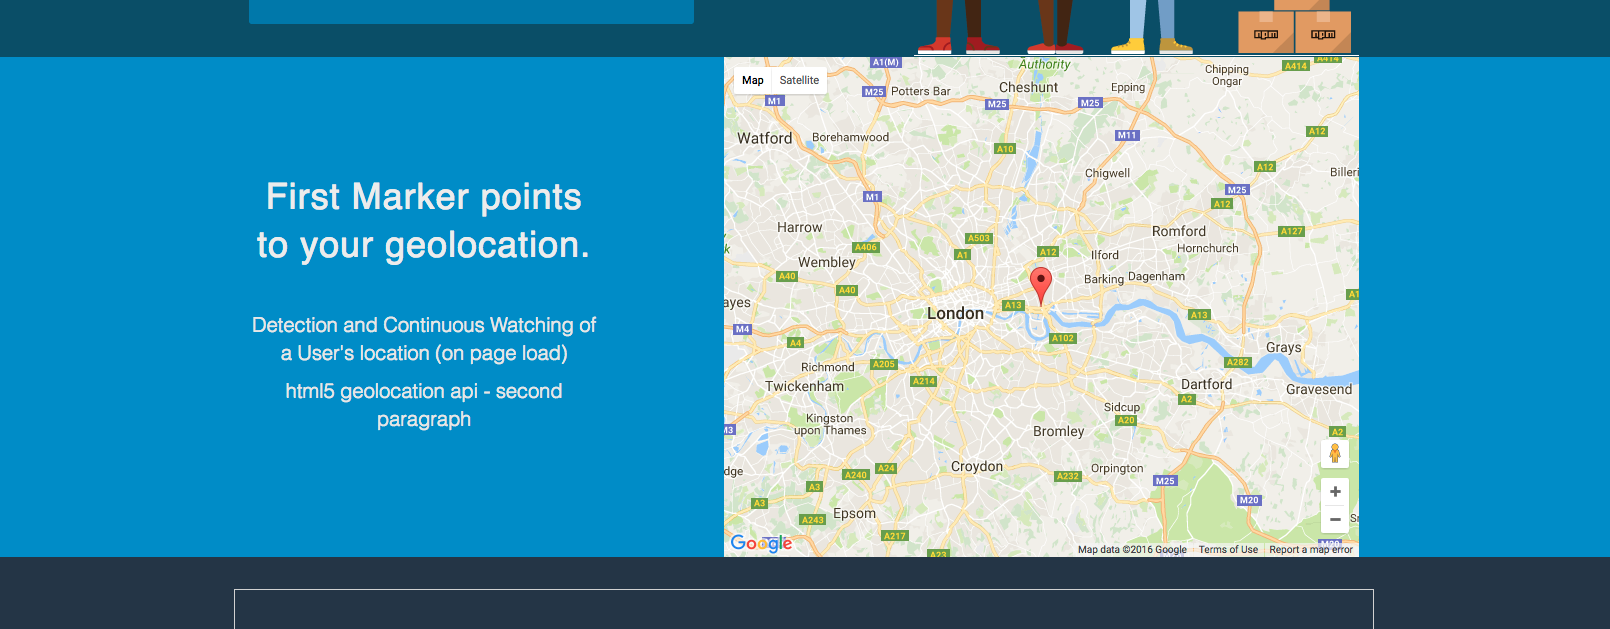 npm
npm
First Marker points
to your geolocation.
Detection and Continuous Watching of
a User's location (on page load)
html5 geolocation api - second
paragraph
Map
Satellite
A1(M)
Authority
Chipping
Ongar
A414
A414
M1
M25
Potters Bar
Cheshunt
Epping
M25
M25
Watford
Borehamwood
M11
A12
A10
Chigwell
A12
M25
Billeri
M1
A12
Harrow
A503
Romford
A127
A406
A12
Hornchurch
k
Wembley
A1
Ilford
A40
Barking
Dagenham
A40
A1
ayes
London
A13
A13
M4
A4
A102
Grays
Richmond
A205
A282
Twickenham
A214
Dartford
Gravesend
A2
Kingston
upon Thames
Sidcup
A20
M3
Bromley
A2
dge
A24
Croydon
Orpington
A240
A232
A3
M25
A3
M20
A243
Epsom
+
−
A217
Google
A23
M20
Map data ©2016 Google
Terms of Use
Report a map error